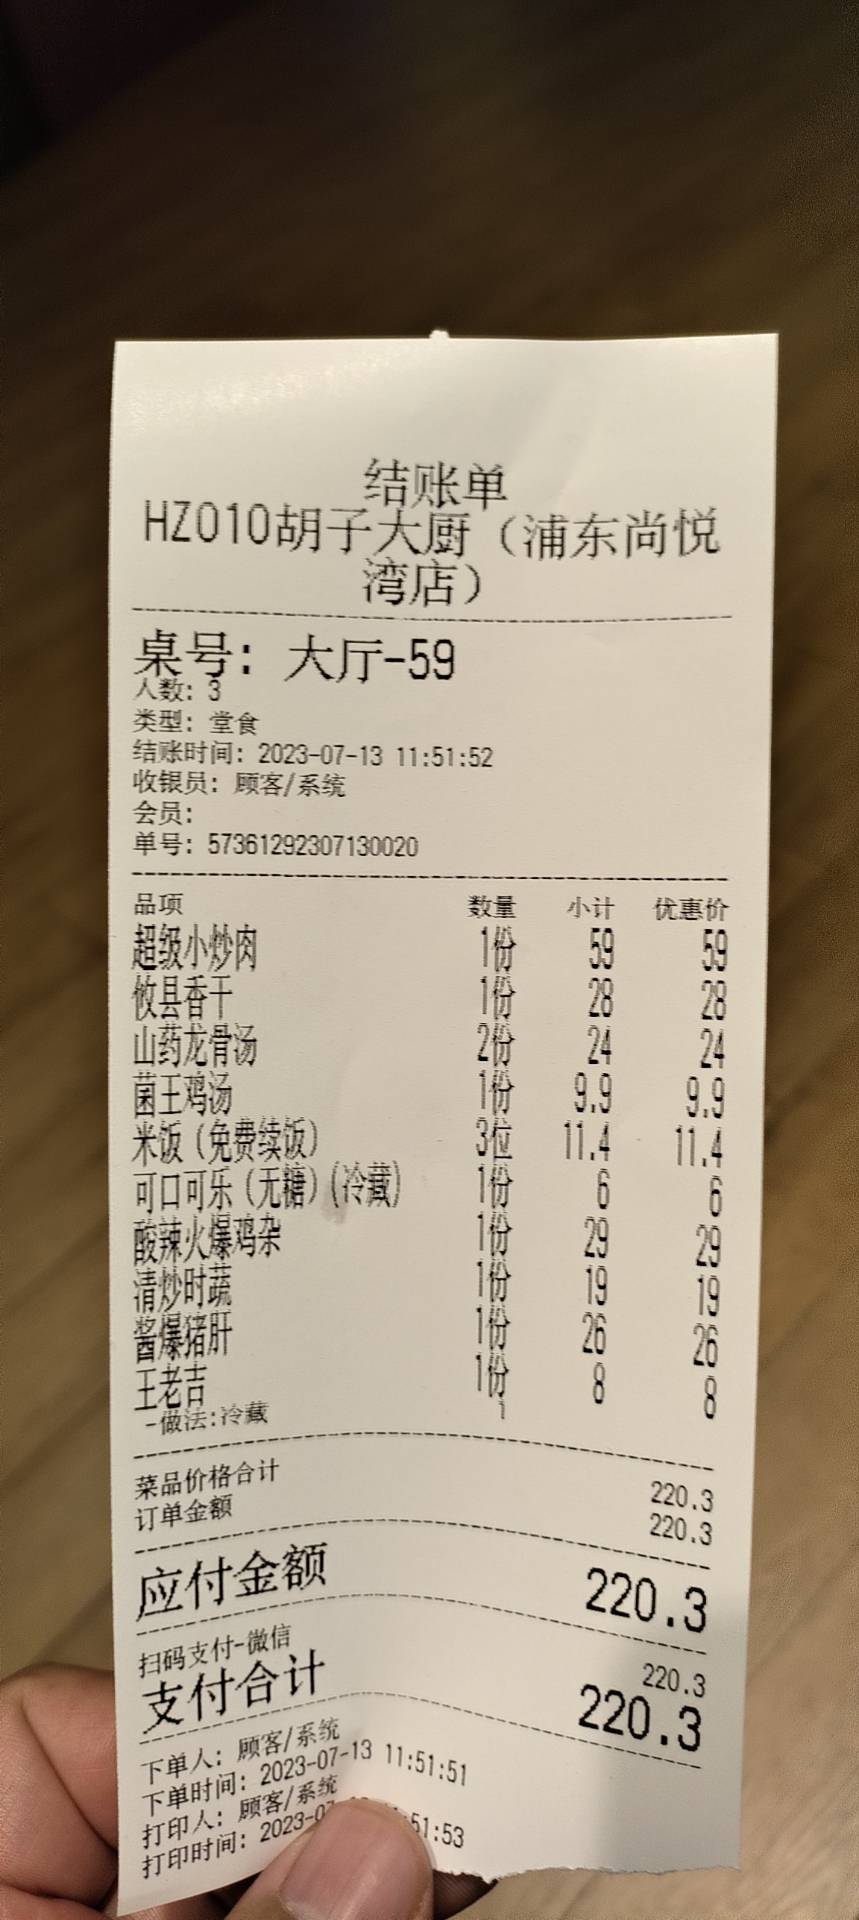 结账单
HZ010胡子大厨（浦东尚悦
湾店）
桌号：大厅-59
人数：3
类型：堂食
结账时间：2023-07-13 11:51:52
收银员：顾客/系统
会员：
单号：57361292307130020
品项 数量 小计 优惠价
超级小炒肉 1份 59 59
攸县香干 1份 28 28
山药龙骨汤 2份 24 24
菌王鸡汤 1份 9.9 9.9
米饭（免费续饭） 3位 11.4 11.4
可口可乐（无糖）（冷藏） 1份 6 6
酸辣火爆鸡杂 1份 29 29
清炒时蔬 1份 19 19
酱爆猪肝 1份 26 26
王老吉 1份 8 8
-做法:冷藏 1
菜品价格合计 220.3
订单金额 220.3
应付金额 220.3
扫码支付-微信 220.3
支付合计 220.3
下单人：顾客/系统
下单时间：2023-07-13 11:51:51
打印人：顾客/系统
打印时间：2023-07 51:53